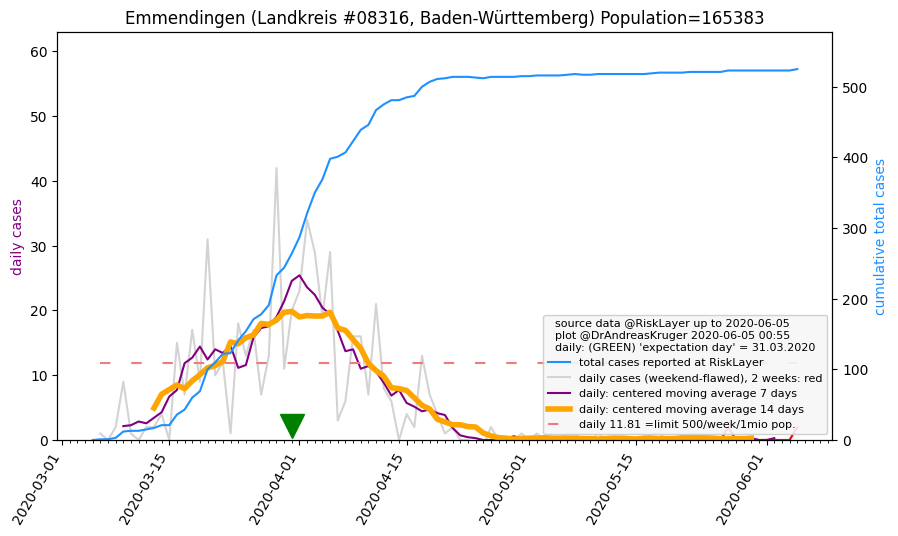 Emmendingen (Landkreis #08316, Baden-Württemberg) Population=165383
60
50
40
30
20
10
0
daily cases
500
400
300
200
100
0
cumulative total cases
source data @RiskLayer up to 2020-06-05
plot @DrAndreasKruger 2020-06-05 00:55
daily: (GREEN) 'expectation day' = 31.03.2020
total cases reported at RiskLayer
daily cases (weekend-flawed), 2 weeks: red
daily: centered moving average 7 days
daily: centered moving average 14 days
daily 11.81 =limit 500/week/1mio pop.
2020-03-01
2020-03-15
2020-04-01
2020-04-15
2020-05-01
2020-05-15
2020-06-01